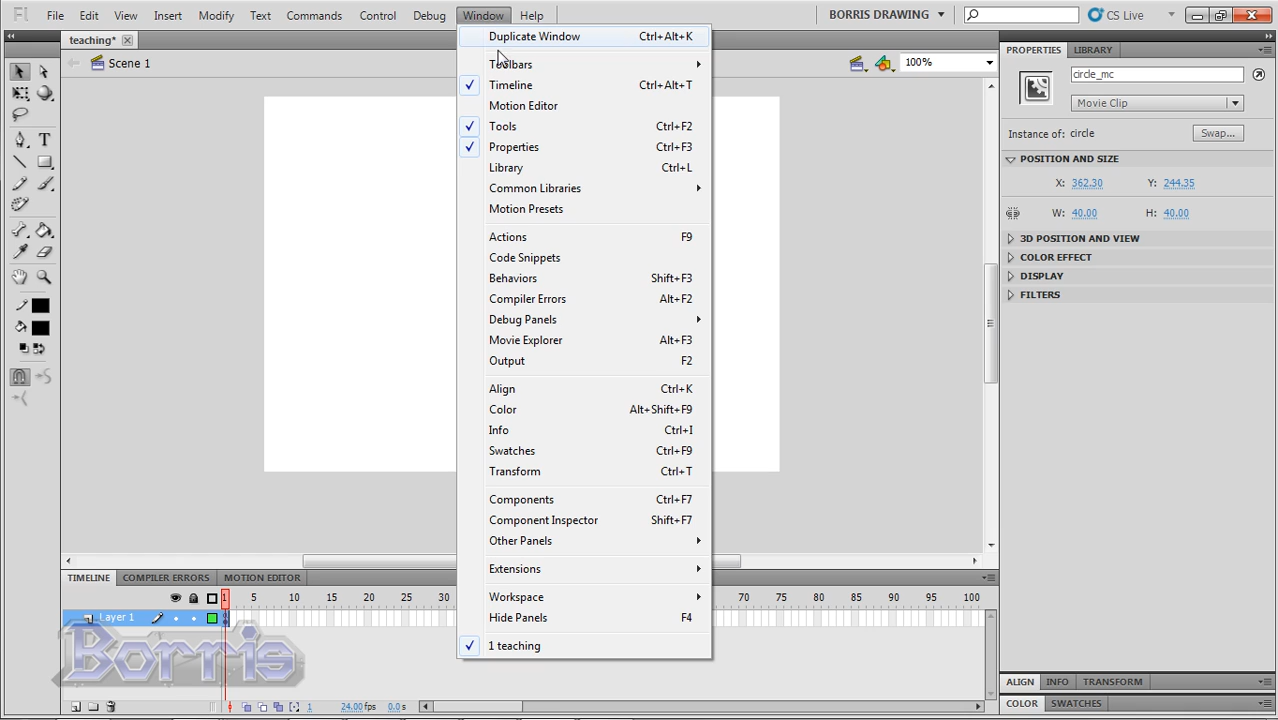 Fl File Edit View Insert Modify Text Commands Control Debug Window Help BORRIS DRAWING CS Live
teaching*
Scene 1
100%
Duplicate Window Ctrl+Alt+K
Toolbars
Timeline Ctrl+Alt+T
Motion Editor
Tools Ctrl+F2
Properties Ctrl+F3
Library Ctrl+L
Common Libraries
Motion Presets
Actions F9
Code Snippets
Behaviors Shift+F3
Compiler Errors Alt+F2
Debug Panels
Movie Explorer Alt+F3
Output F2
Align Ctrl+K
Color Alt+Shift+F9
Info Ctrl+I
Swatches Ctrl+F9
Transform Ctrl+T
Components Ctrl+F7
Component Inspector Shift+F7
Other Panels
Extensions
Workspace
Hide Panels F4
1 teaching
PROPERTIES LIBRARY
circle_mc
Movie Clip
Instance of: circle Swap...
POSITION AND SIZE
X: 362.30 Y: 244.35
W: 40.00 H: 40.00
3D POSITION AND VIEW
COLOR EFFECT
DISPLAY
FILTERS
TIMELINE COMPILER ERRORS MOTION EDITOR
1 5 10 15 20 25 30 70 75 80 85 90 95 100
Layer 1
Borris
1 24.00 fps 0.0 s
ALIGN INFO TRANSFORM
COLOR SWATCHES